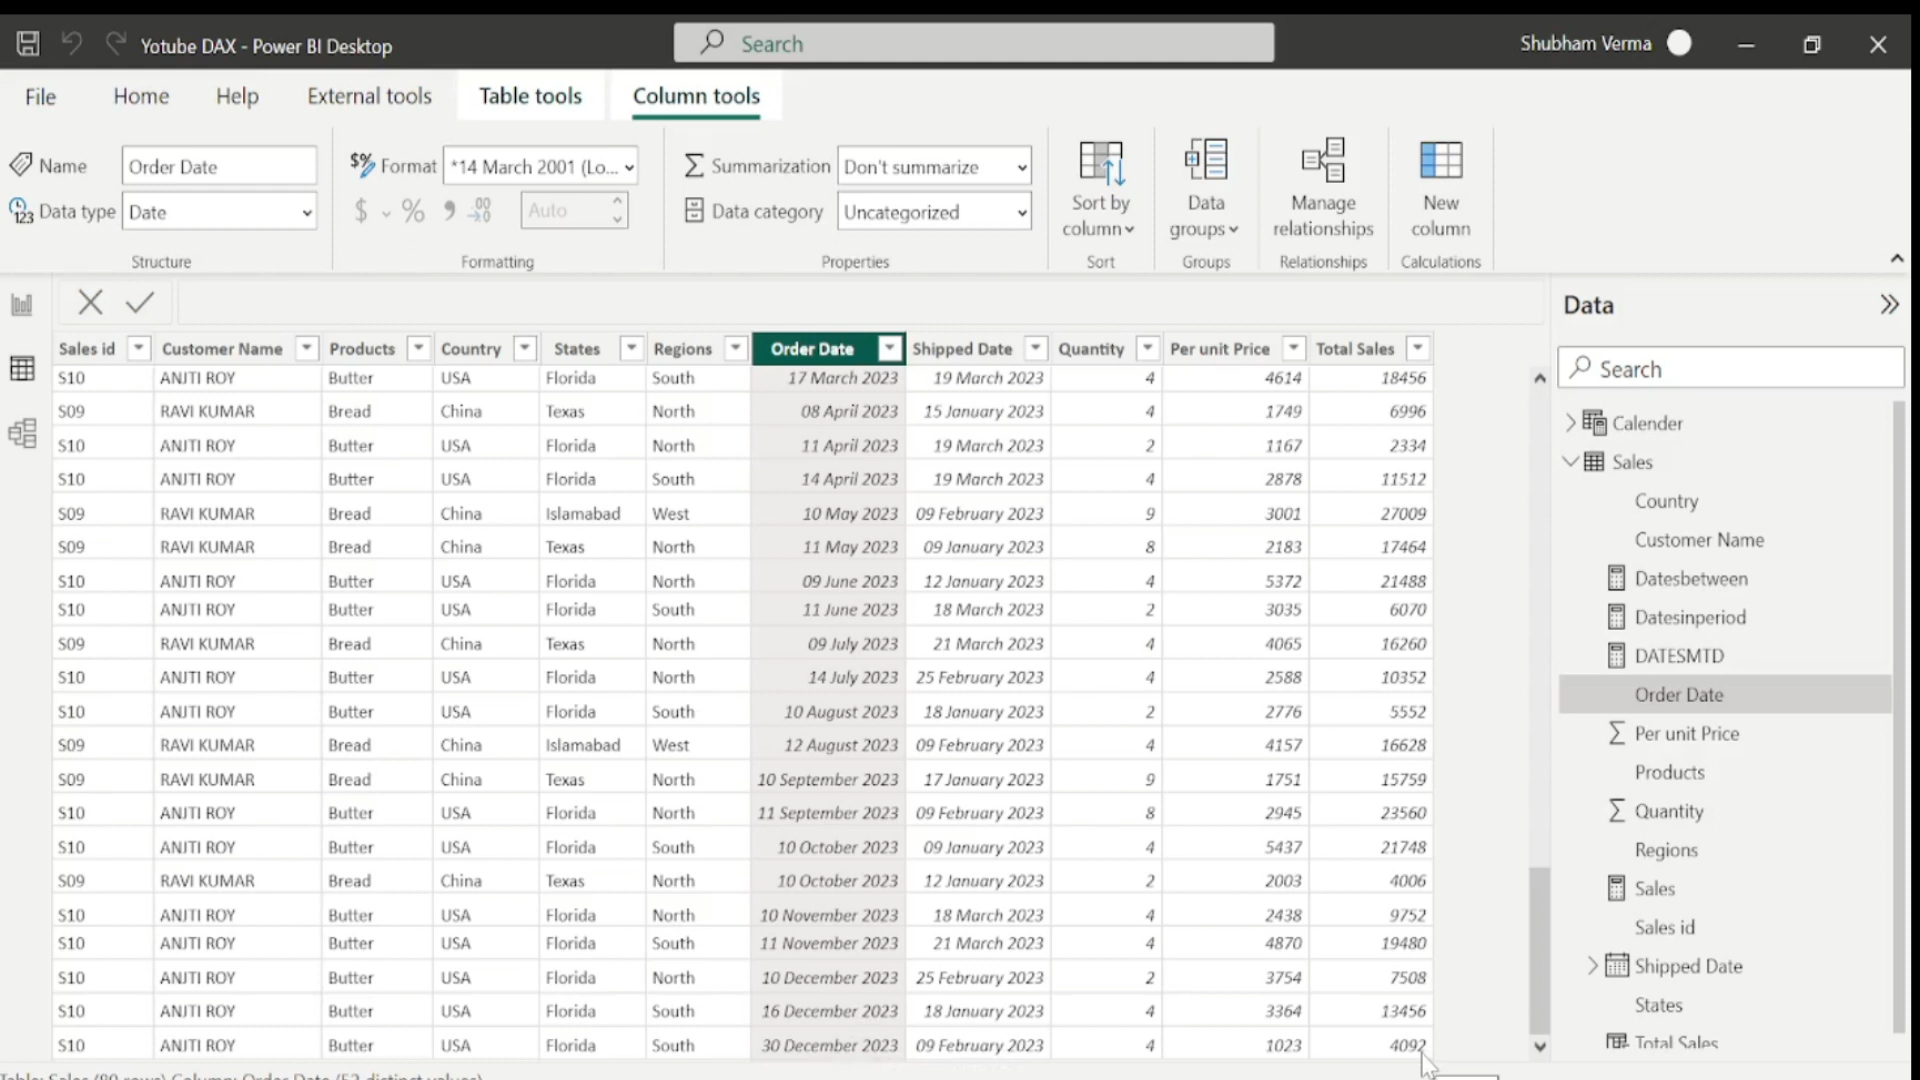 Yotube DAX - Power BI Desktop
Search
Shubham Verma
File Home Help External tools Table tools Column tools
Name Order Date $% Format *14 March 2001 (Lo... Σ Summarization Don't summarize
123 Data type Date $ % 9 .00 Auto Data category Uncategorized
Sort by column Data groups Manage relationships New column
Structure Formatting Properties Sort Groups Relationships Calculations
Sales id Customer Name Products Country States Regions Order Date Shipped Date Quantity Per unit Price Total Sales
S10 ANJTI ROY Butter USA Florida South 17 March 2023 19 March 2023 4 4614 18456
S09 RAVI KUMAR Bread China Texas North 08 April 2023 15 January 2023 4 1749 6996
S10 ANJTI ROY Butter USA Florida North 11 April 2023 19 March 2023 2 1167 2334
S10 ANJTI ROY Butter USA Florida South 14 April 2023 19 March 2023 4 2878 11512
S09 RAVI KUMAR Bread China Islamabad West 10 May 2023 09 February 2023 9 3001 27009
S09 RAVI KUMAR Bread China Texas North 11 May 2023 09 January 2023 8 2183 17464
S10 ANJTI ROY Butter USA Florida North 09 June 2023 12 January 2023 4 5372 21488
S10 ANJTI ROY Butter USA Florida South 11 June 2023 18 March 2023 2 3035 6070
S09 RAVI KUMAR Bread China Texas North 09 July 2023 21 March 2023 4 4065 16260
S10 ANJTI ROY Butter USA Florida North 14 July 2023 25 February 2023 4 2588 10352
S10 ANJTI ROY Butter USA Florida South 10 August 2023 18 January 2023 2 2776 5552
S09 RAVI KUMAR Bread China Islamabad West 12 August 2023 09 February 2023 4 4157 16628
S09 RAVI KUMAR Bread China Texas North 10 September 2023 17 January 2023 9 1751 15759
S10 ANJTI ROY Butter USA Florida North 11 September 2023 09 February 2023 8 2945 23560
S10 ANJTI ROY Butter USA Florida South 10 October 2023 09 January 2023 4 5437 21748
S09 RAVI KUMAR Bread China Texas North 10 October 2023 12 January 2023 2 2003 4006
S10 ANJTI ROY Butter USA Florida North 10 November 2023 18 March 2023 4 2438 9752
S10 ANJTI ROY Butter USA Florida South 11 November 2023 21 March 2023 4 4870 19480
S10 ANJTI ROY Butter USA Florida North 10 December 2023 25 February 2023 2 3754 7508
S10 ANJTI ROY Butter USA Florida South 16 December 2023 18 January 2023 4 3364 13456
S10 ANJTI ROY Butter USA Florida South 30 December 2023 09 February 2023 4 1023 4092
Table: Sales (80 rows) Column: Order Date (53 distinct values)
Data
Search
Calender
Sales
Country
Customer Name
Datesbetween
Datesinperiod
DATESMTD
Order Date
Σ Per unit Price
Products
Σ Quantity
Regions
Sales
Sales id
Shipped Date
States
Total Sales